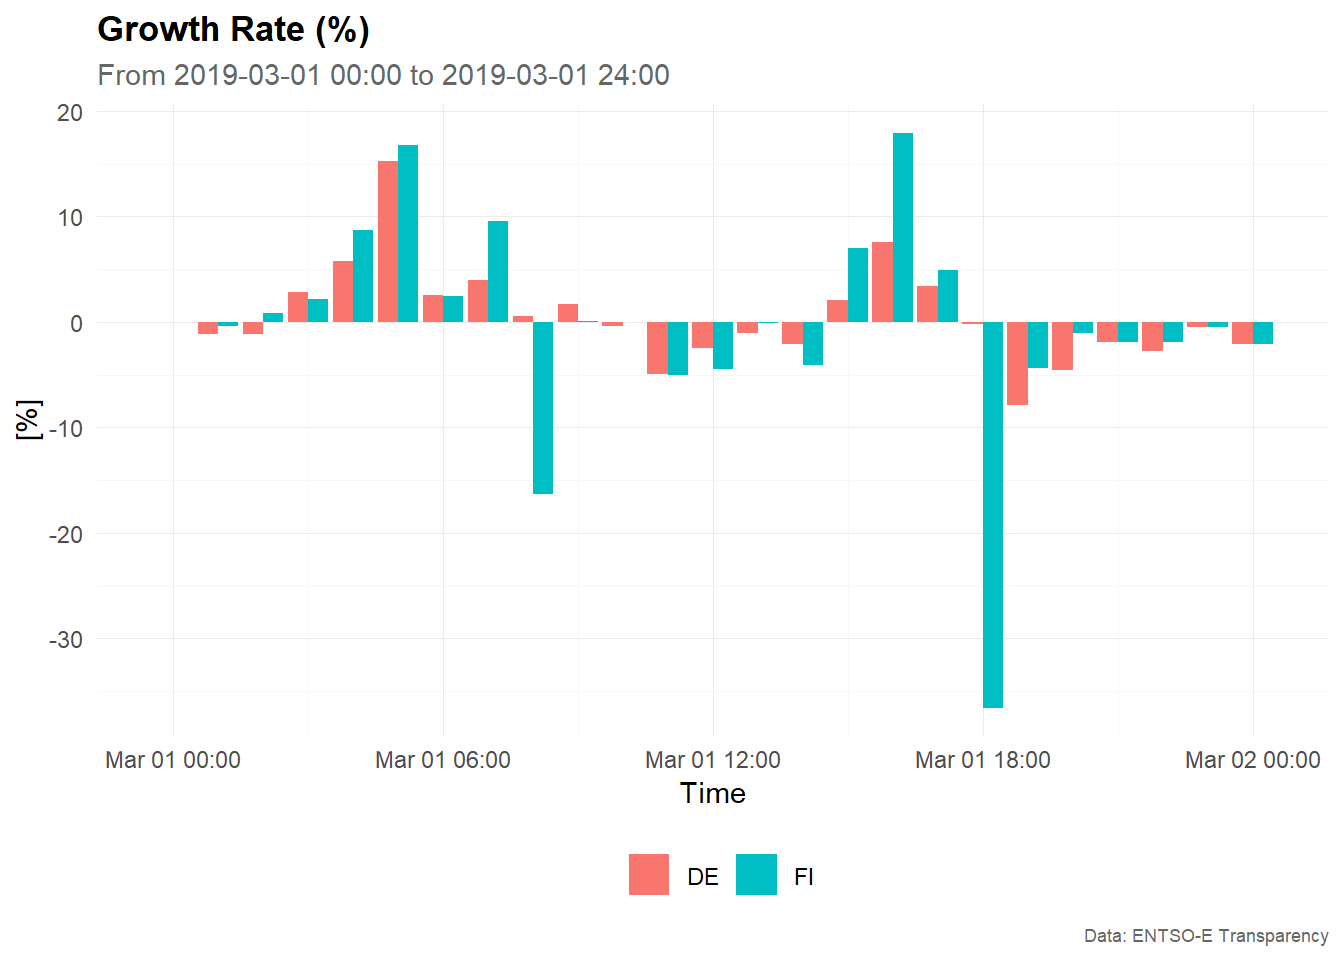 Growth Rate (%)
From 2019-03-01 00:00 to 2019-03-01 24:00
20
10
0
-10
-20
-30
[%]
Mar 01 00:00 Mar 01 06:00 Mar 01 12:00 Mar 01 18:00 Mar 02 00:00
Time
DE FI
Data: ENTSO-E Transparency